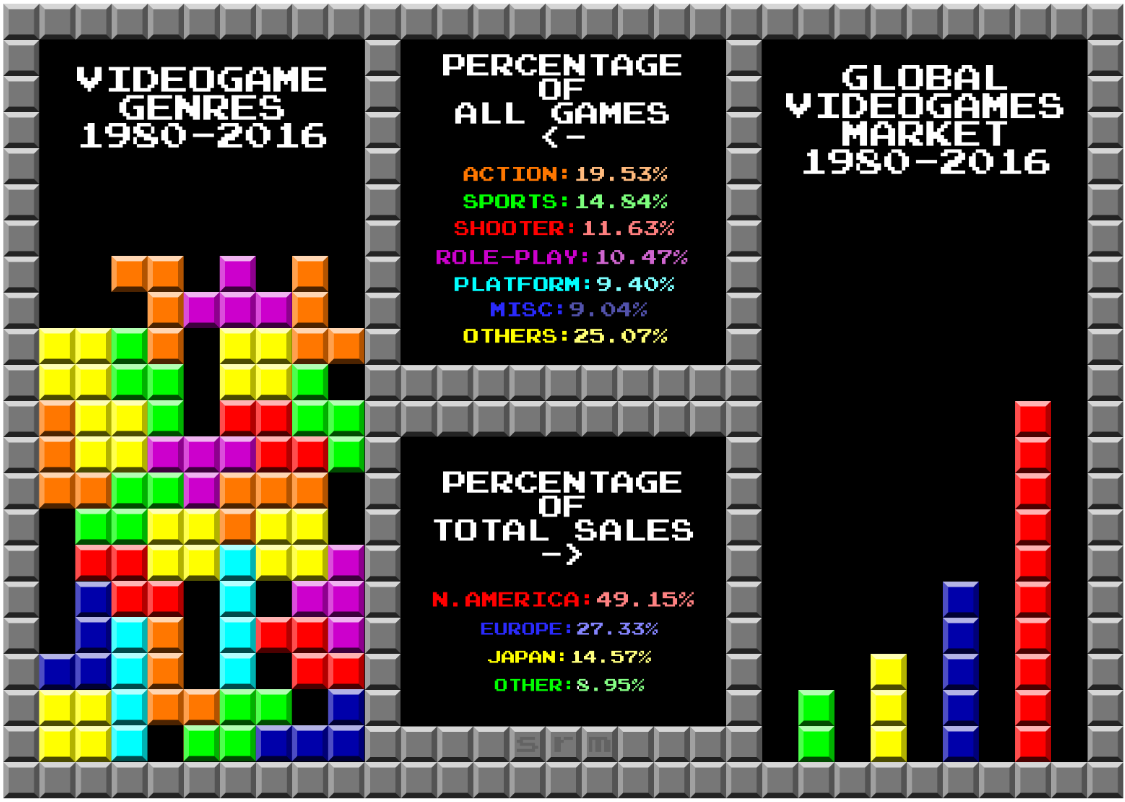 VIDEOGAME
GENRES
1980-2016
PERCENTAGE
OF
ALL GAMES
<-
ACTION:19.53%
SPORTS:14.84%
SHOOTER:11.63%
ROLE-PLAY:10.47%
PLATFORM:9.40%
MISC:9.04%
OTHERS:25.07%
PERCENTAGE
OF
TOTAL SALES
->
N.AMERICA:49.15%
EUROPE:27.33%
JAPAN:14.57%
OTHER:8.95%
srm
GLOBAL
VIDEOGAMES
MARKET
1980-2016